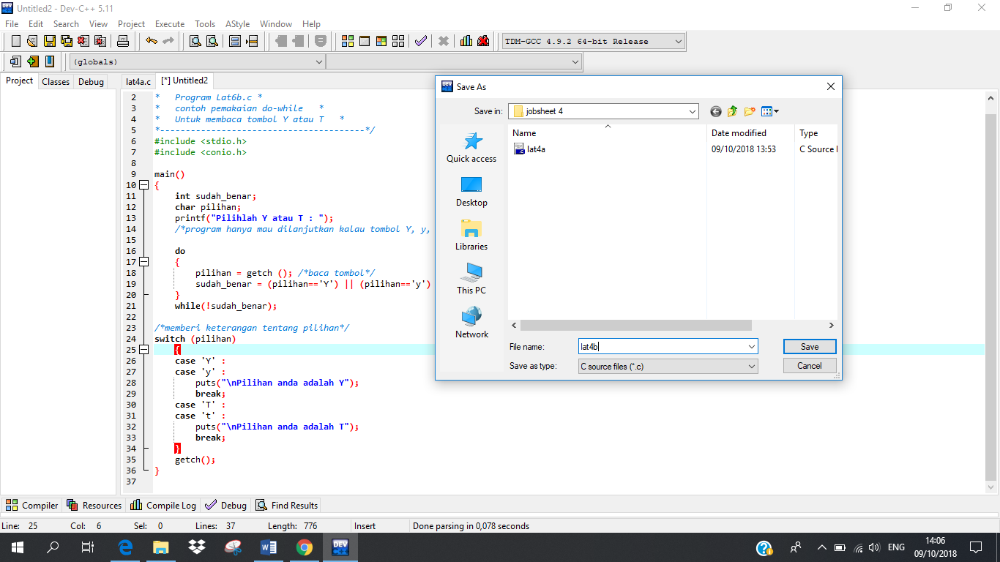 Untitled2 - Dev-C++ 5.11
File Edit Search View Project Execute Tools AStyle Window Help
TDM-GCC 4.9.2 64-bit Release
(globals)
Project Classes Debug
lat4a.c [*] Untitled2
2 * Program Lat6b.c *
3 * contoh pemakaian do-while *
4 * Untuk membaca tombol Y atau T *
5 *----------------------------------------*/
6 #include <stdio.h>
7 #include <conio.h>
8
9 main()
10 {
11 int sudah_benar;
12 char pilihan;
13 printf("Pilihlah Y atau T : ");
14 /*program hanya mau dilanjutkan kalau tombol Y, y,
15
16 do
17 {
18 pilihan = getch (); /*baca tombol*/
19 sudah_benar = (pilihan=='Y') || (pilihan=='y')
20 }
21 while(!sudah_benar);
22
23 /*memberi keterangan tentang pilihan*/
24 switch (pilihan)
25 {
26 case 'Y' :
27 case 'y' :
28 puts("\nPilihan anda adalah Y");
29 break;
30 case 'T' :
31 case 't' :
32 puts("\nPilihan anda adalah T");
33 break;
34 }
35 getch();
36 }
37
Save As
Save in: jobsheet 4
Quick access
Desktop
Libraries
This PC
Network
Name Date modified Type
lat4a 09/10/2018 13:53 C Source
File name: lat4b Save
Save as type: C source files (*.c) Cancel
Compiler Resources Compile Log Debug Find Results
Line: 25 Col: 6 Sel: 0 Lines: 37 Length: 776 Insert Done parsing in 0,078 seconds
DEV
ENG
14:06
09/10/2018